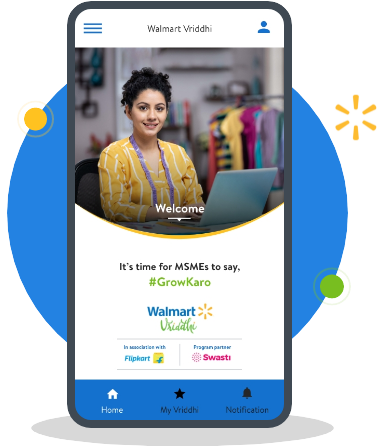 Walmart Vriddhi
Welcome
It's time for MSMEs to say,
#GrowKaro
Walmart
Vriddhi
In association with
Flipkart
Program partner
Swasti
Home
My Vriddhi
Notification